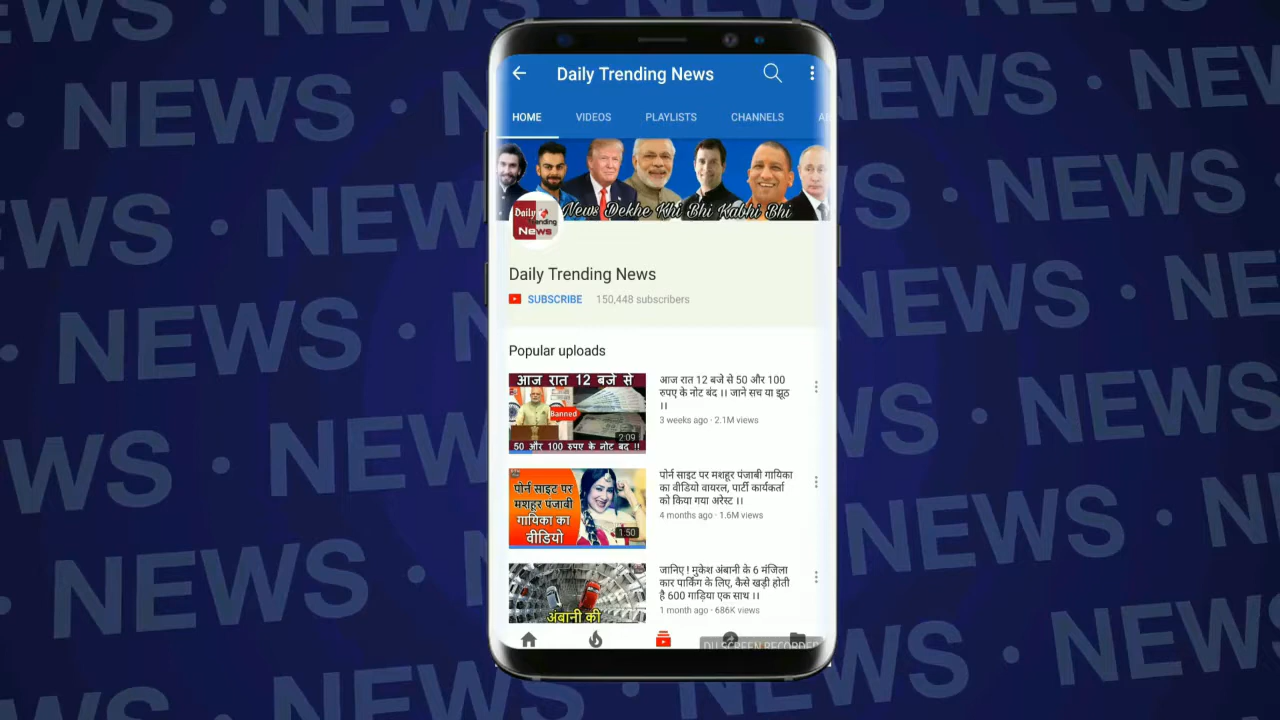 NEWS • NEWS • NEWS
Daily Trending News
HOME VIDEOS PLAYLISTS CHANNELS
News Dekhe Khi Bhi Kabhi Bhi
Daily
Trending
News
Daily Trending News
SUBSCRIBE 150,448 subscribers
Popular uploads
आज रात 12 बजे से
Banned
2:09
50 और 100 रुपए के नोट बद !!
आज रात 12 बजे से 50 और 100
रुपए के नोट बंद ।। जाने सच या झूठ
।।
3 weeks ago · 2.1M views
पोर्न साइट पर
मशहूर पंजाबी
गायिका का
वीडियो
1:50
पोर्न साइट पर मशहूर पंजाबी गायिका
का वीडियो वायरल, पार्टी कार्यकर्ता
को किया गया अरेस्ट ।।
4 months ago · 1.6M views
अंबानी की
जानिए ! मुकेश अंबानी के 6 मंजिला
कार पार्किंग के लिए, कैसे खड़ी होती
है 600 गाड़िया एक साथ ।।
1 month ago · 686K views
DU SCREEN RECORDER